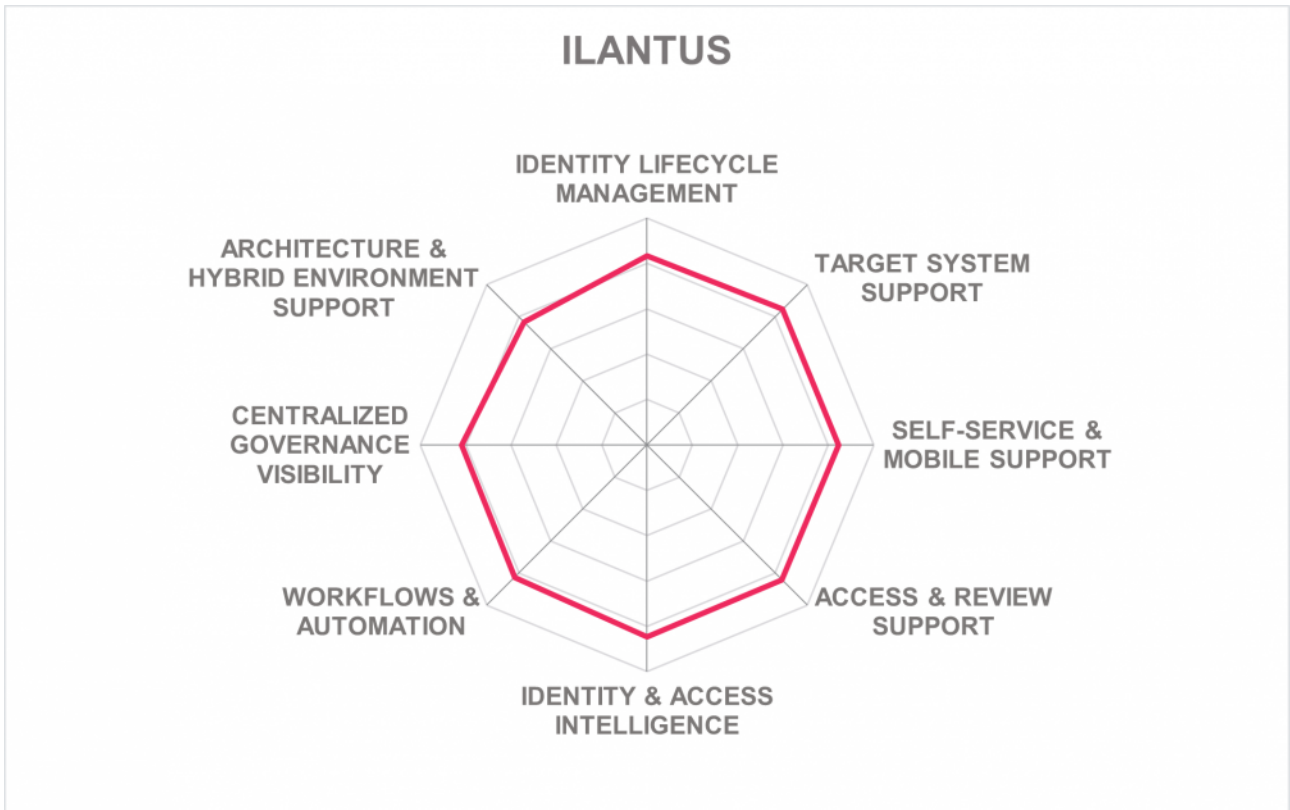 ILANTUS
IDENTITY LIFECYCLE
MANAGEMENT
ARCHITECTURE &
HYBRID ENVIRONMENT
SUPPORT
TARGET SYSTEM
SUPPORT
CENTRALIZED
GOVERNANCE
VISIBILITY
SELF-SERVICE &
MOBILE SUPPORT
WORKFLOWS &
AUTOMATION
ACCESS & REVIEW
SUPPORT
IDENTITY & ACCESS
INTELLIGENCE